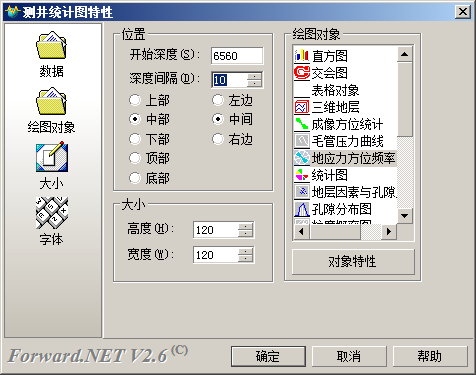 测井统计图特性
数据
绘图对象
大小
字体
位置
开始深度(S): 6560
深度间隔(D): 10
上部 左边
中部 中间
下部 右边
顶部
底部
大小
高度(H): 120
宽度(W): 120
绘图对象
直方图
交会图
表格对象
三维地层
成像方位统计
毛管压力曲线
地应力方位频率
统计图
地层因素与孔隙
孔隙分布图
对象特性
Forward.NET V2.6 (C)
确定 取消 帮助